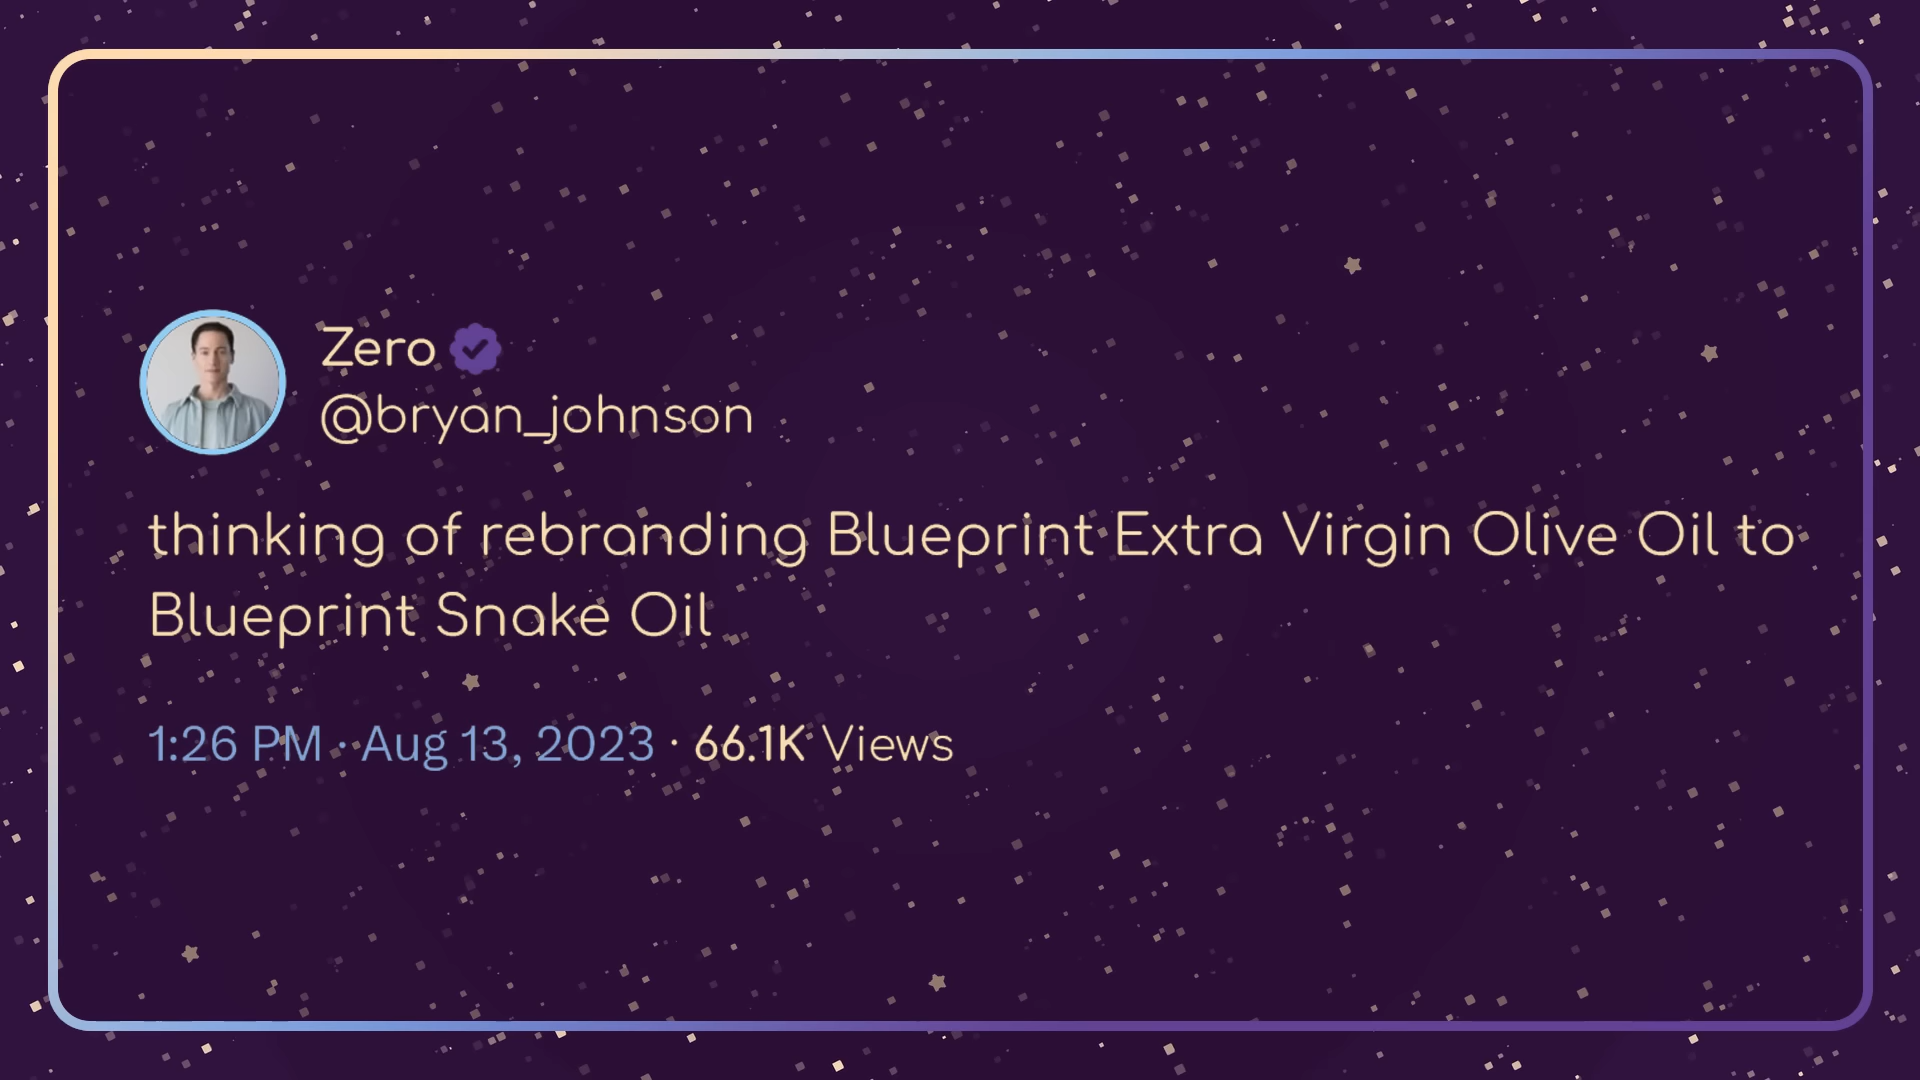 Zero
@bryan_johnson
thinking of rebranding Blueprint Extra Virgin Olive Oil to
Blueprint Snake Oil
1:26 PM · Aug 13, 2023 · 66.1K Views